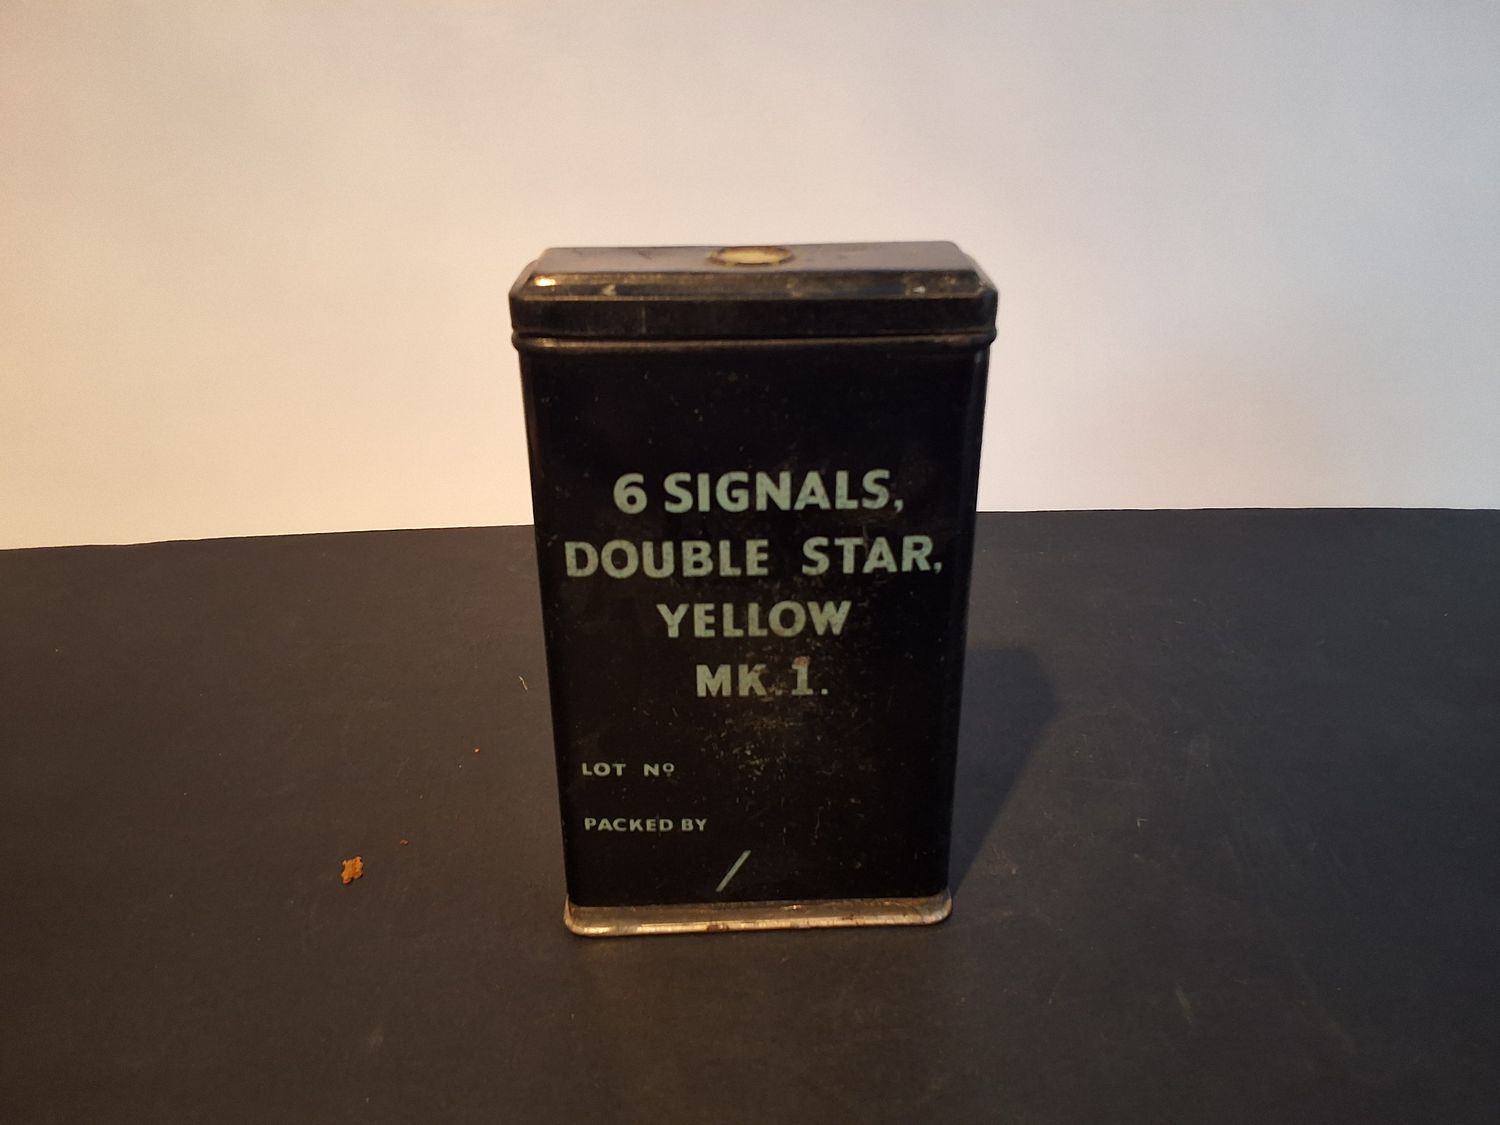 6 SIGNALS,
DOUBLE STAR,
YELLOW
MK 1.
LOT Nº
PACKED BY
/